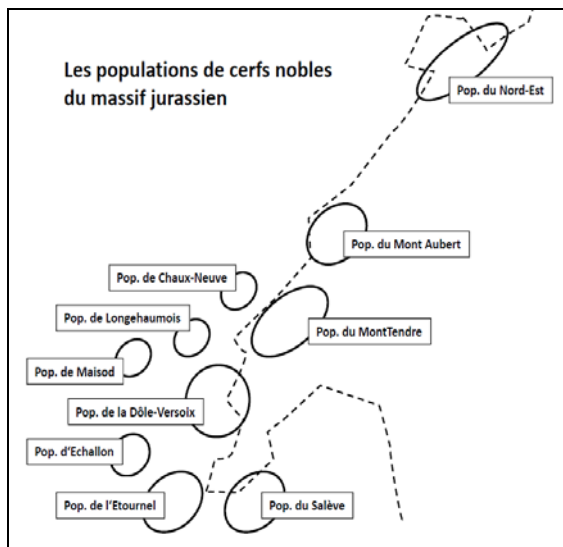 Les populations de cerfs nobles
du massif jurassien
Pop. du Nord-Est
Pop. du Mont Aubert
Pop. de Chaux-Neuve
Pop. de Longehaumois
Pop. du MontTendre
Pop. de Maisod
Pop. de la Dôle-Versoix
Pop. d'Echallon
Pop. de l'Etournel
Pop. du Salève